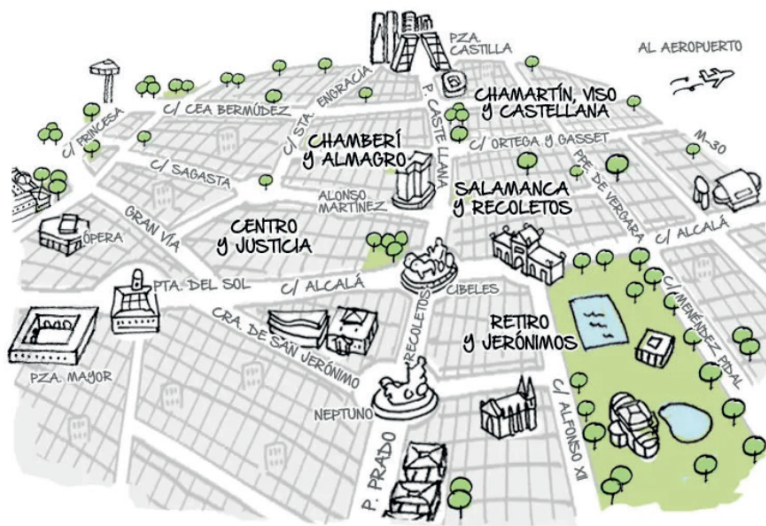 PZA.
CASTILLA
AL AEROPUERTO
C/ PRINCESA
C/ CEA BERMÚDEZ
C/ STA. ENGRACIA
P. CASTELLANA
CHAMARTÍN, VISO
Y CASTELLANA
CHAMBERÍ
Y ALMAGRO
C/ ORTEGA Y GASSET
M-30
C/ SAGASTA
PPE. DE VERGARA
ALONSO
MARTÍNEZ
SALAMANCA
Y RECOLETOS
GRAN VÍA
CENTRO
Y JUSTICIA
ÓPERA
C/ ALCALÁ
PTA. DEL SOL
C/ ALCALÁ
CIBELES
C/ MENÉNDEZ PIDAL
RECOLETOS
RETIRO
Y JERÓNIMOS
CRA. DE SAN JERÓNIMO
PZA. MAYOR
NEPTUNO
C/ ALFONSO XII
P. PRADO